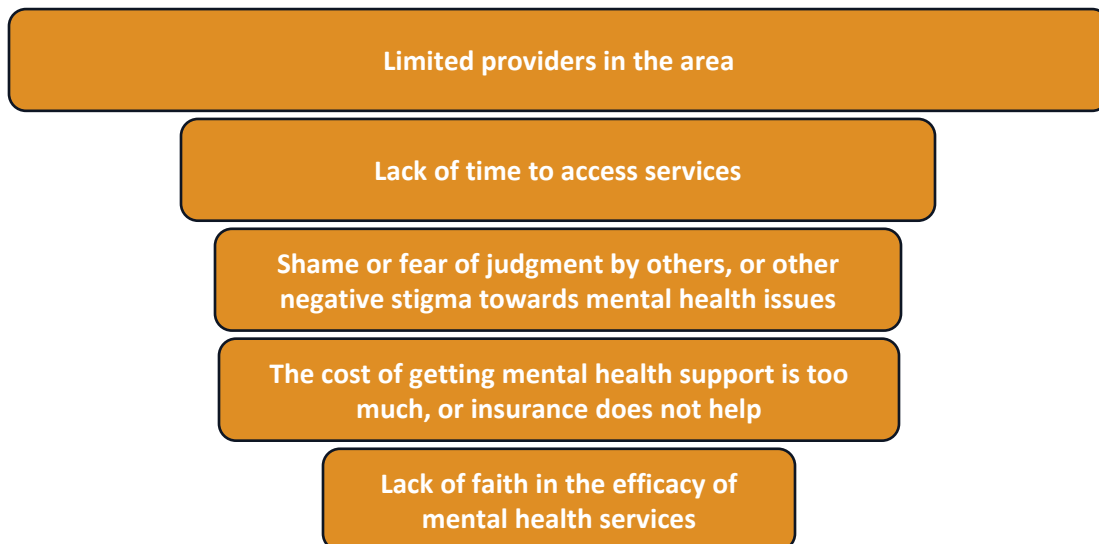 Limited providers in the area
Lack of time to access services
Shame or fear of judgment by others, or other
negative stigma towards mental health issues
The cost of getting mental health support is too
much, or insurance does not help
Lack of faith in the efficacy of
mental health services